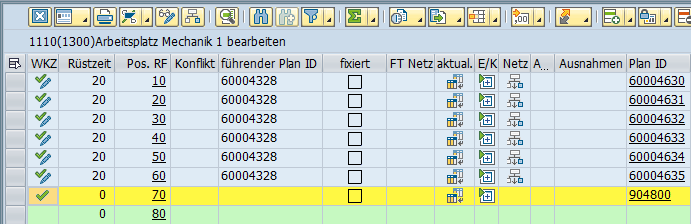 1110(1300)Arbeitsplatz Mechanik 1 bearbeiten
WKZ Rüstzeit Pos. RF Konflikt führender Plan ID fixiert FT Netz aktual. E/K Netz A... Ausnahmen Plan ID
20 10 60004328 60004630
20 20 60004328 60004631
20 30 60004328 60004632
20 40 60004328 60004633
20 50 60004328 60004634
20 60 60004328 60004635
0 70 904800
0 80